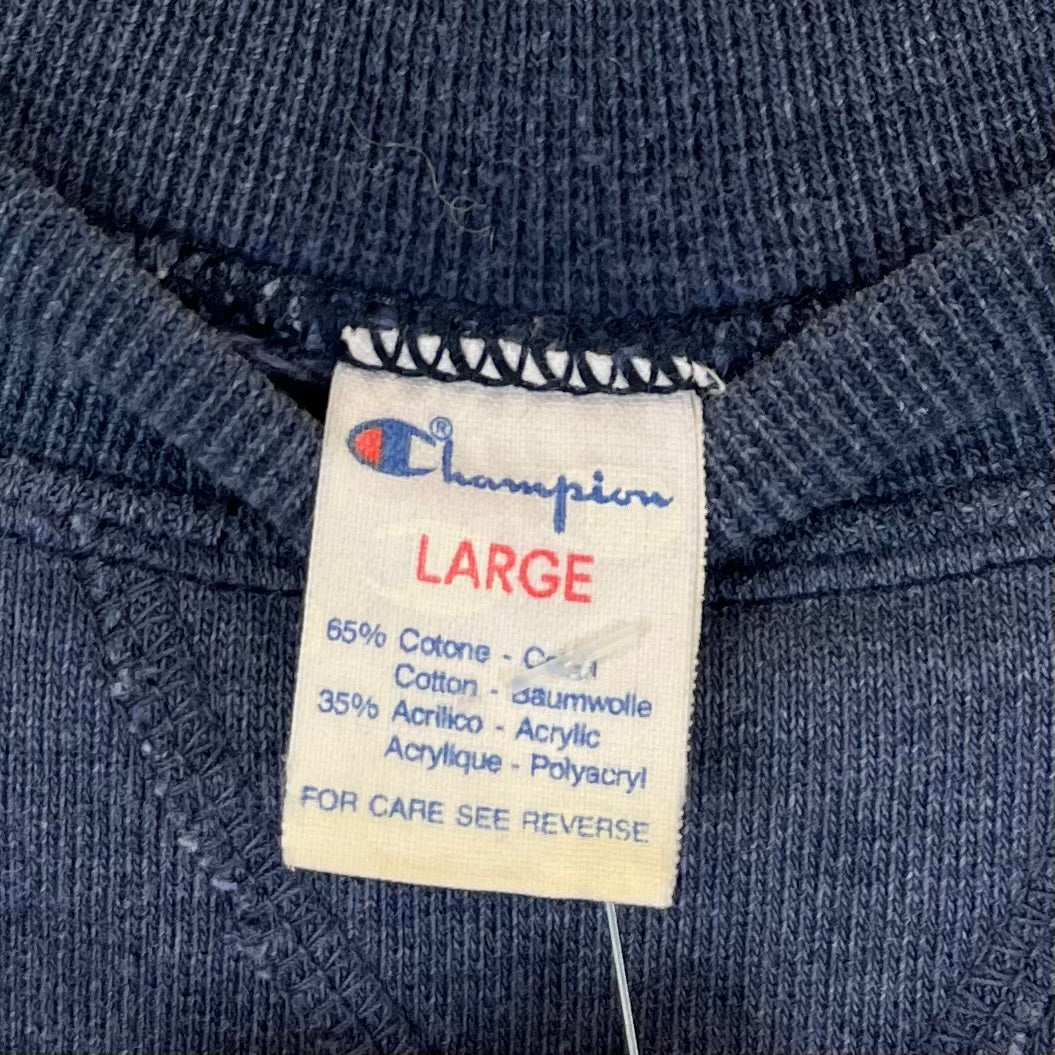 Champion®
LARGE
65% Cotone -
Cotton - Baumwolle
35% Acrilico - Acrylic
Acrylique - Polyacryl
FOR CARE SEE REVERSE